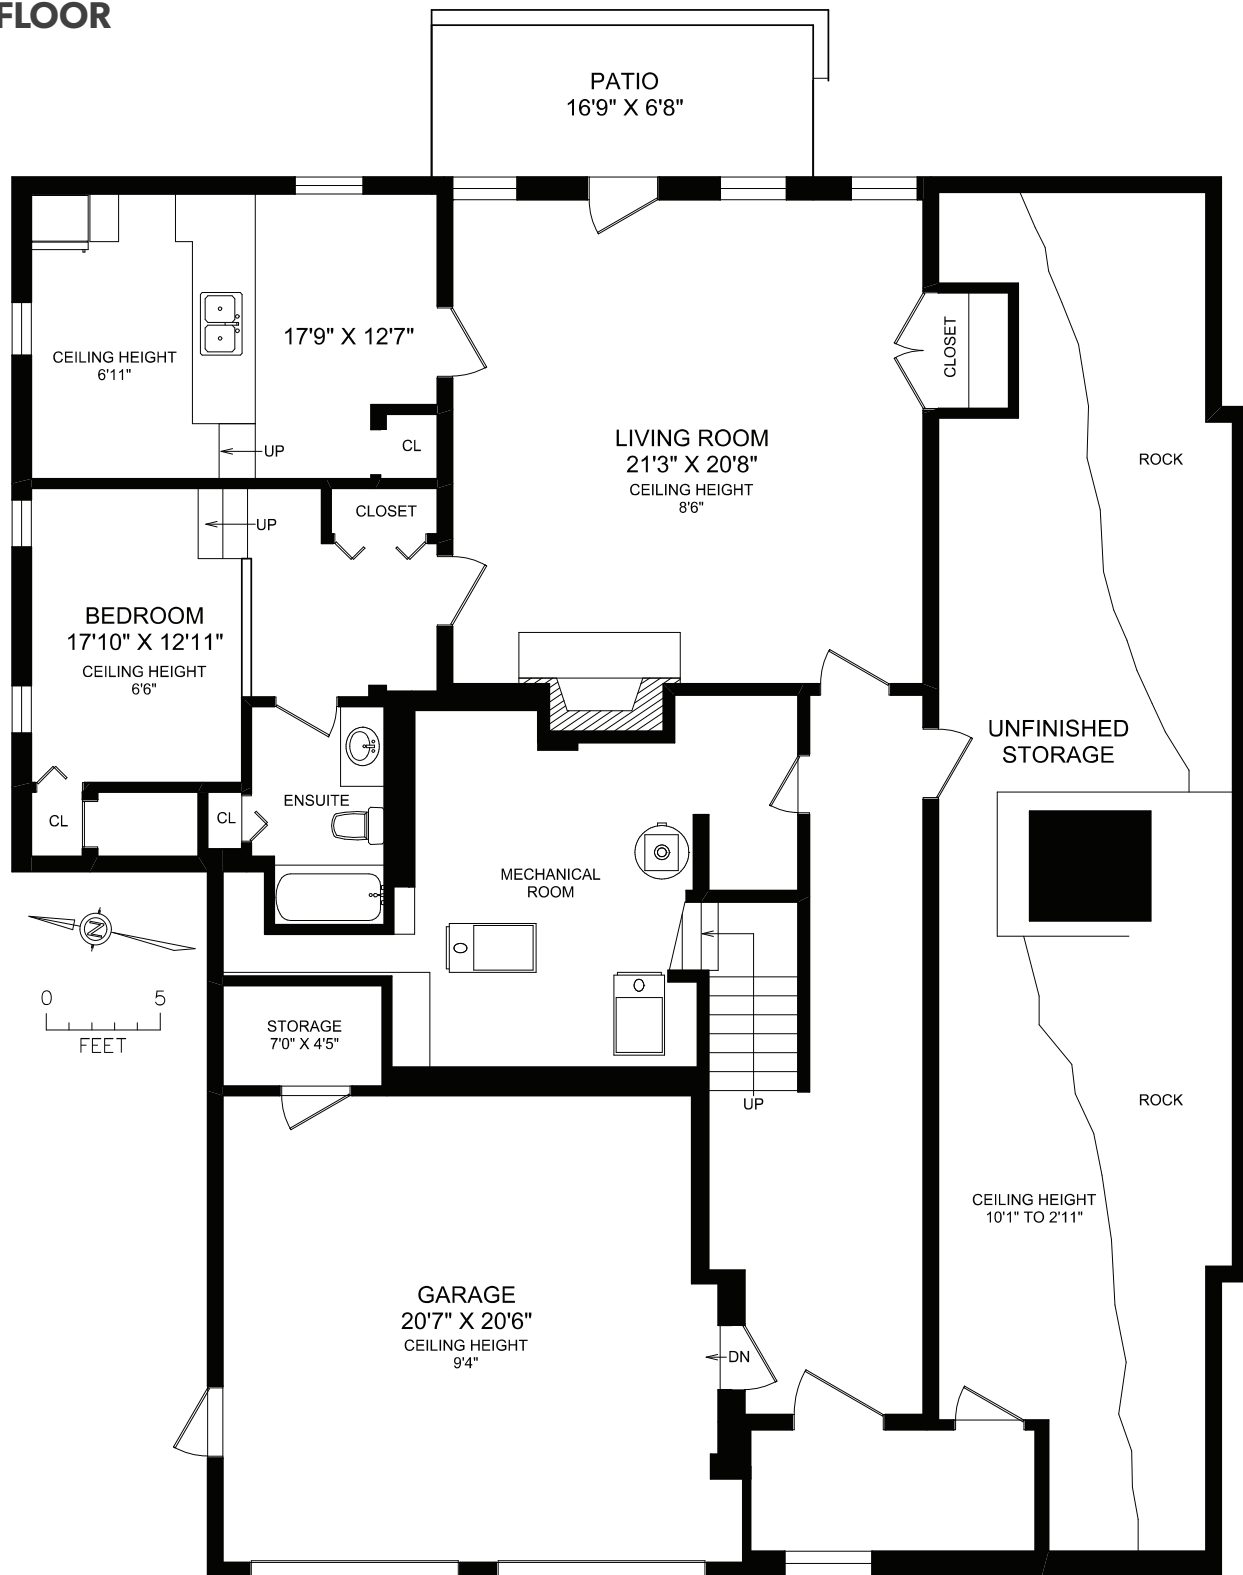 FLOOR
PATIO
16'9" X 6'8"
17'9" X 12'7"
CEILING HEIGHT
6'11"
CLOSET
UP
CL
LIVING ROOM
21'3" X 20'8"
CEILING HEIGHT
8'6"
ROCK
UP
CLOSET
BEDROOM
17'10" X 12'11"
CEILING HEIGHT
6'6"
UNFINISHED
STORAGE
ENSUITE
CL
CL
MECHANICAL
ROOM
N
0 5
FEET
STORAGE
7'0" X 4'5"
UP
ROCK
CEILING HEIGHT
10'1" TO 2'11"
GARAGE
20'7" X 20'6"
CEILING HEIGHT
9'4"
DN